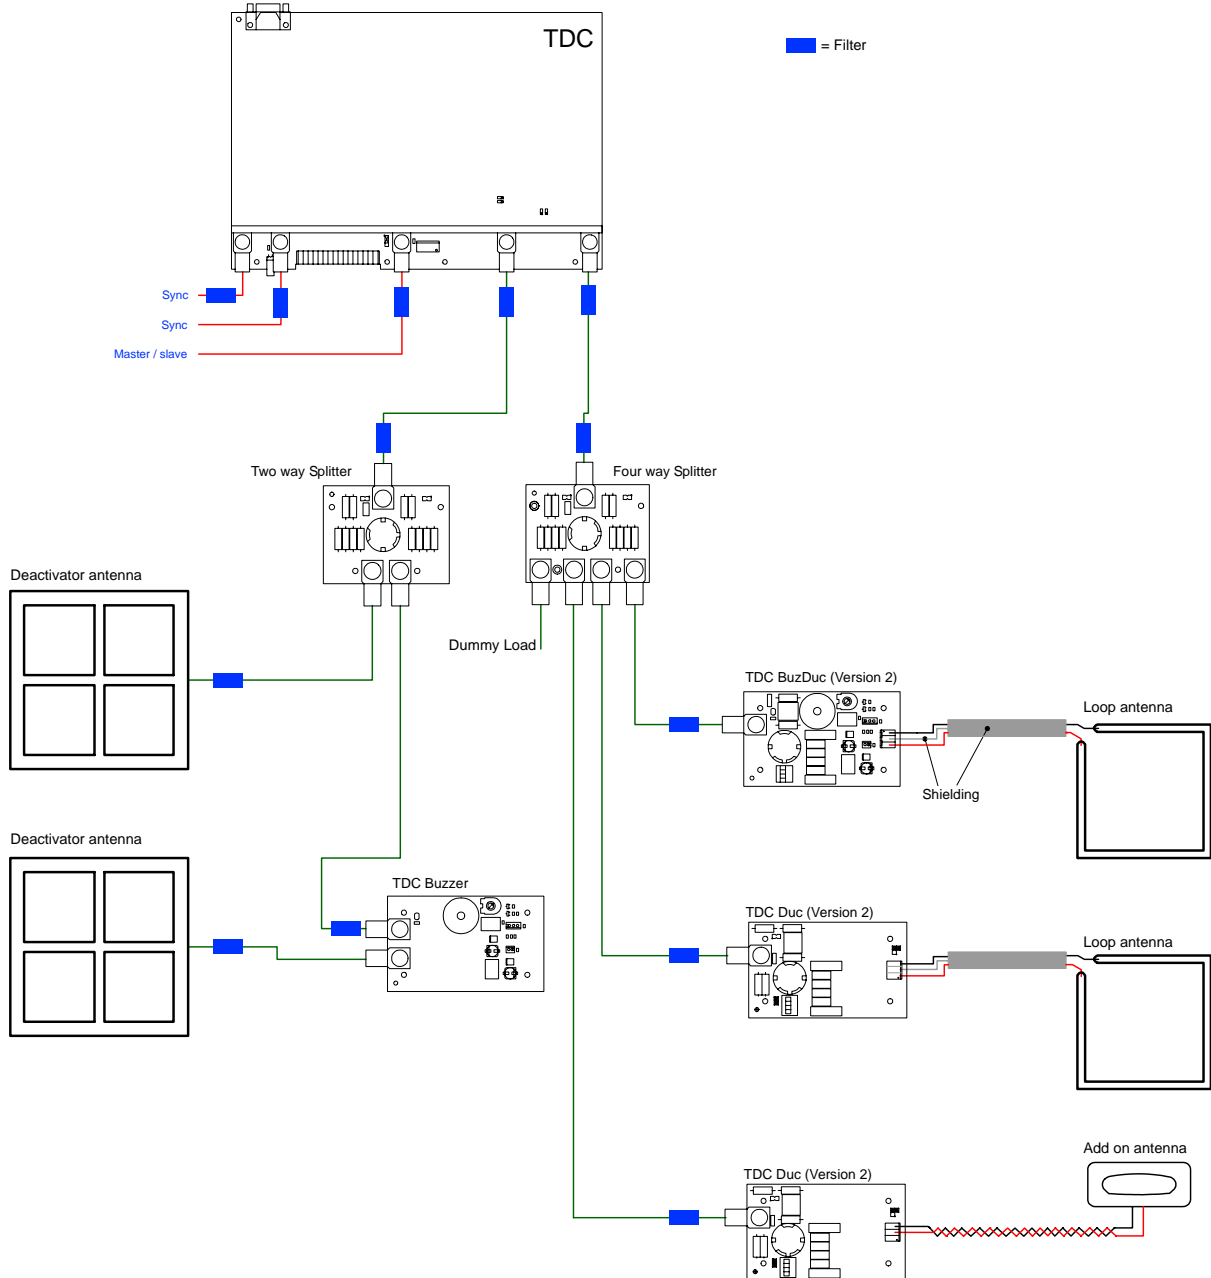 TDC
= Filter
Sync
Sync
Master / slave
Two way Splitter
Four way Splitter
Deactivator antenna
Dummy Load
TDC BuzDuc (Version 2)
Loop antenna
Shielding
Deactivator antenna
TDC Buzzer
TDC Duc (Version 2)
Loop antenna
Add on antenna
TDC Duc (Version 2)